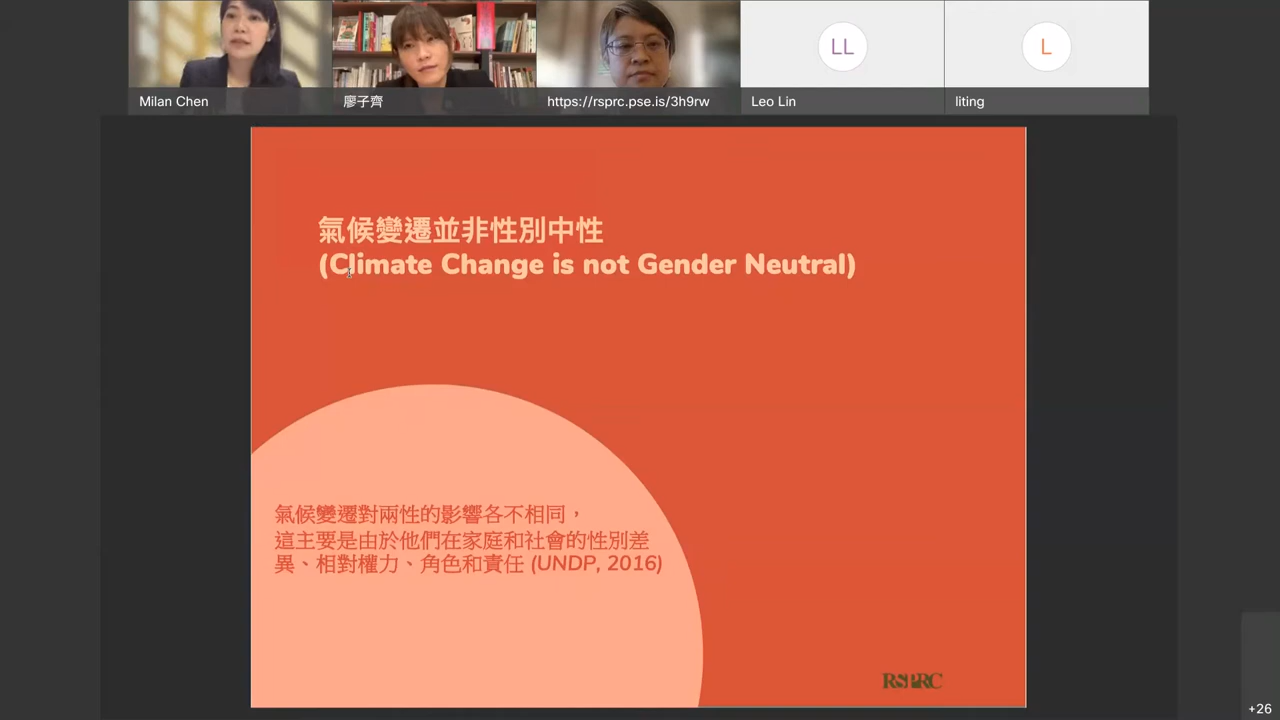 Milan Chen
廖子齊
https://rsprc.pse.is/3h9rw
LL
Leo Lin
L
liting
氣候變遷並非性別中性
(Climate Change is not Gender Neutral)
氣候變遷對兩性的影響各不相同，
這主要是由於他們在家庭和社會的性別差
異、相對權力、角色和責任 (UNDP, 2016)
RSPRC
+26